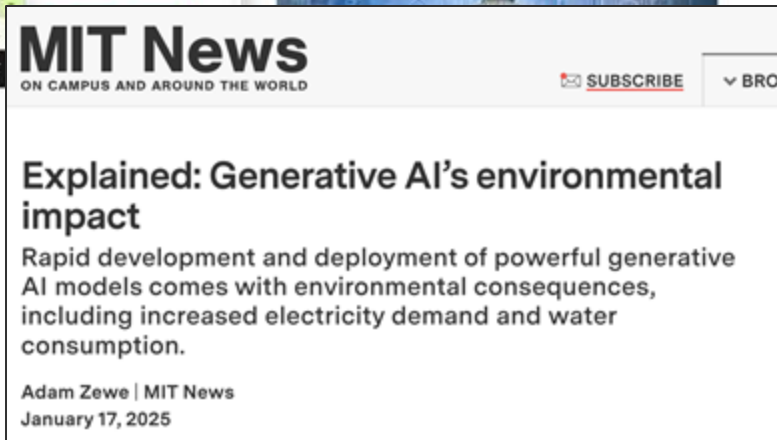 MIT News
ON CAMPUS AND AROUND THE WORLD
SUBSCRIBE
BRO
Explained: Generative AI's environmental
impact
Rapid development and deployment of powerful generative
AI models comes with environmental consequences,
including increased electricity demand and water
consumption.
Adam Zewe | MIT News
January 17, 2025